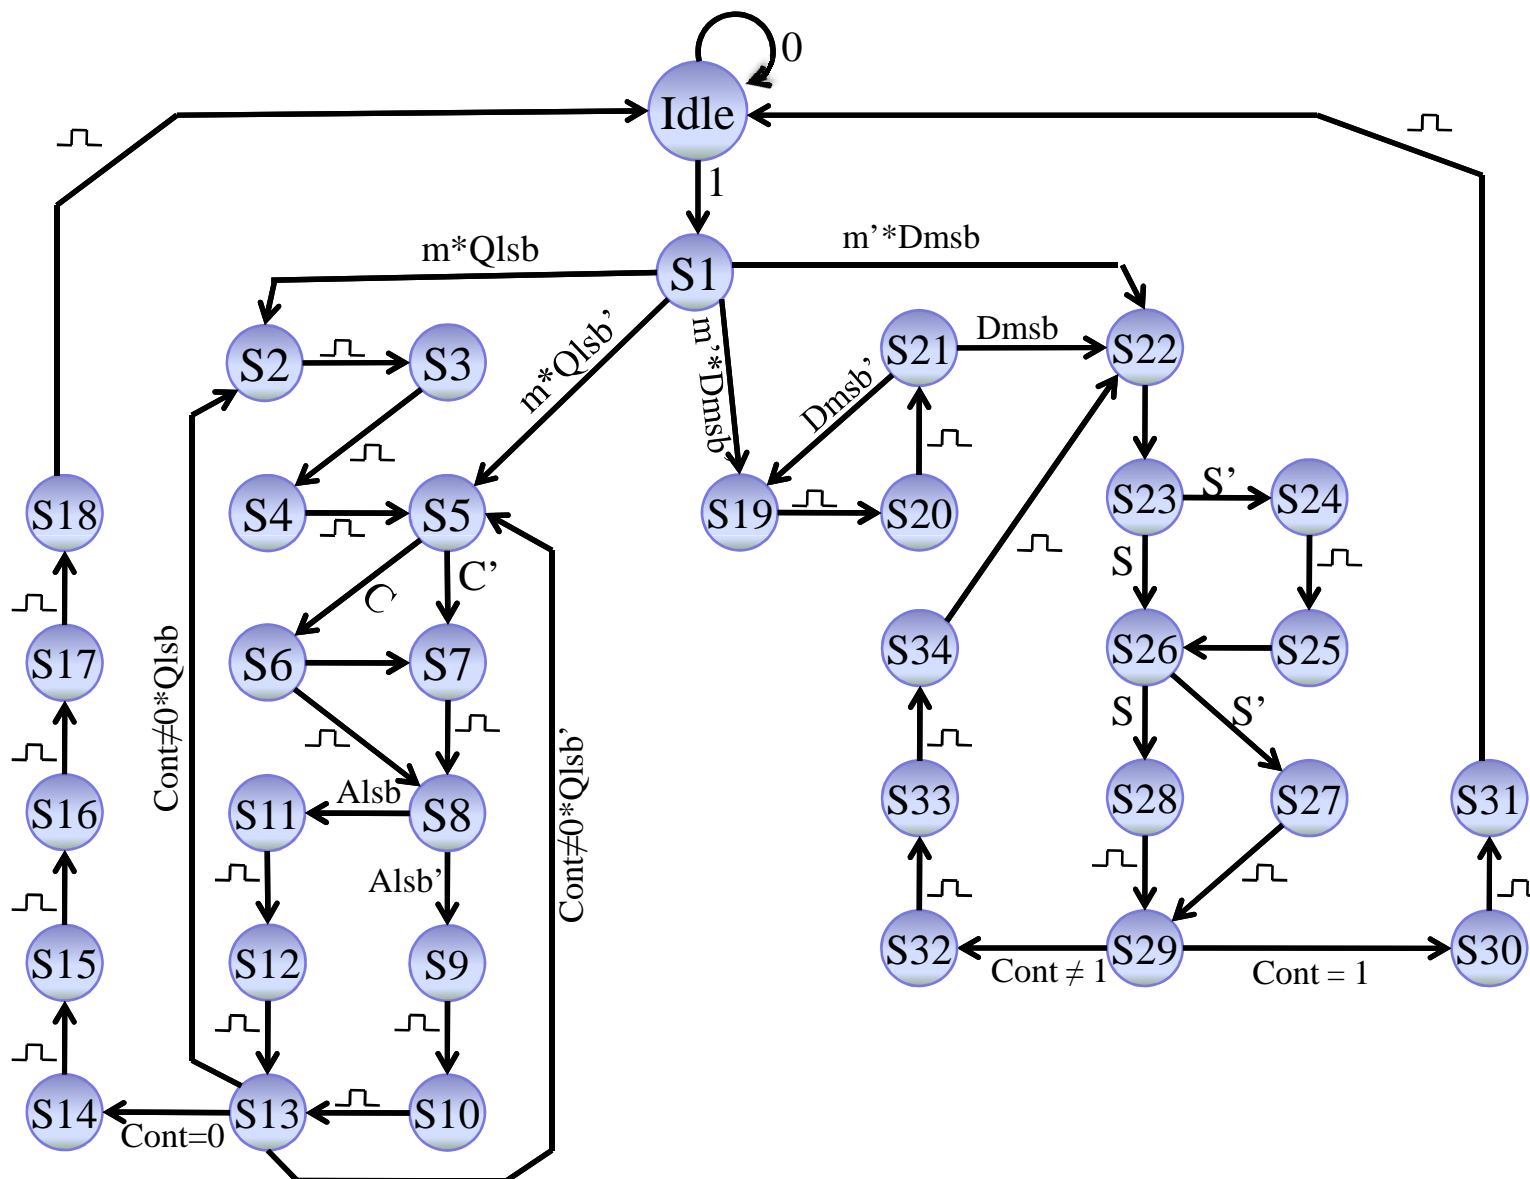 0
Idle
1
m*Qlsb
m'*Dmsb
S1
m*Qlsb'
m'*Dmsb'
S2
S3
S21
Dmsb
S22
Dmsb'
S18
S4
S5
S19
S20
S23
S'
S24
C
C'
S
S17
S6
S7
S34
S26
S25
Cont≠0*Qlsb
S
S'
S16
S11
Alsb
S8
Cont≠0*Qlsb'
S33
S28
S27
S31
Alsb'
S15
S12
S9
S32
Cont ≠ 1
S29
Cont = 1
S30
S14
Cont=0
S13
S10